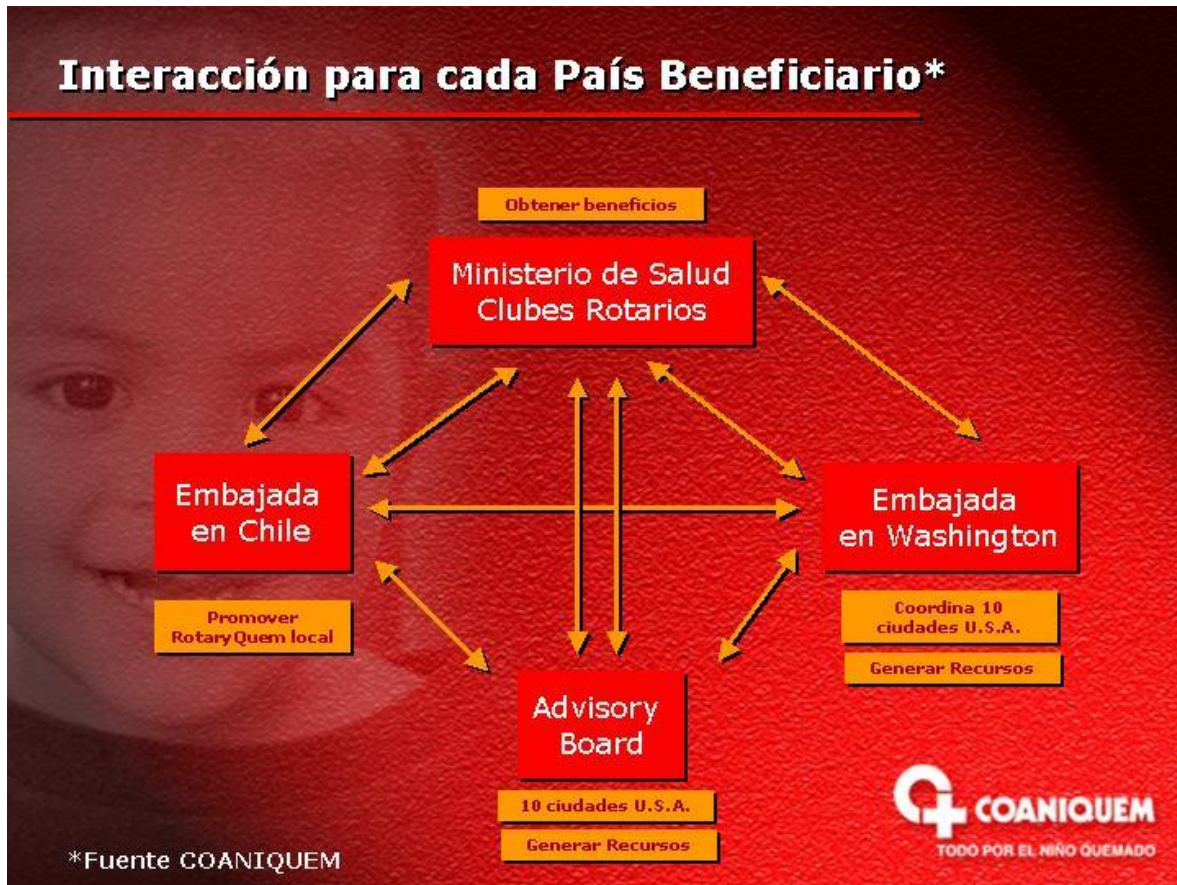 Interacción para cada País Beneficiario*
Obtener beneficios
Ministerio de Salud
Clubes Rotarios
Embajada
en Chile
Promover
RotaryQuem local
Embajada
en Washington
Coordina 10
ciudades U.S.A.
Generar Recursos
Advisory
Board
10 ciudades U.S.A.
Generar Recursos
COANIQUEM
TODO POR EL NIÑO QUEMADO
*Fuente COANIQUEM